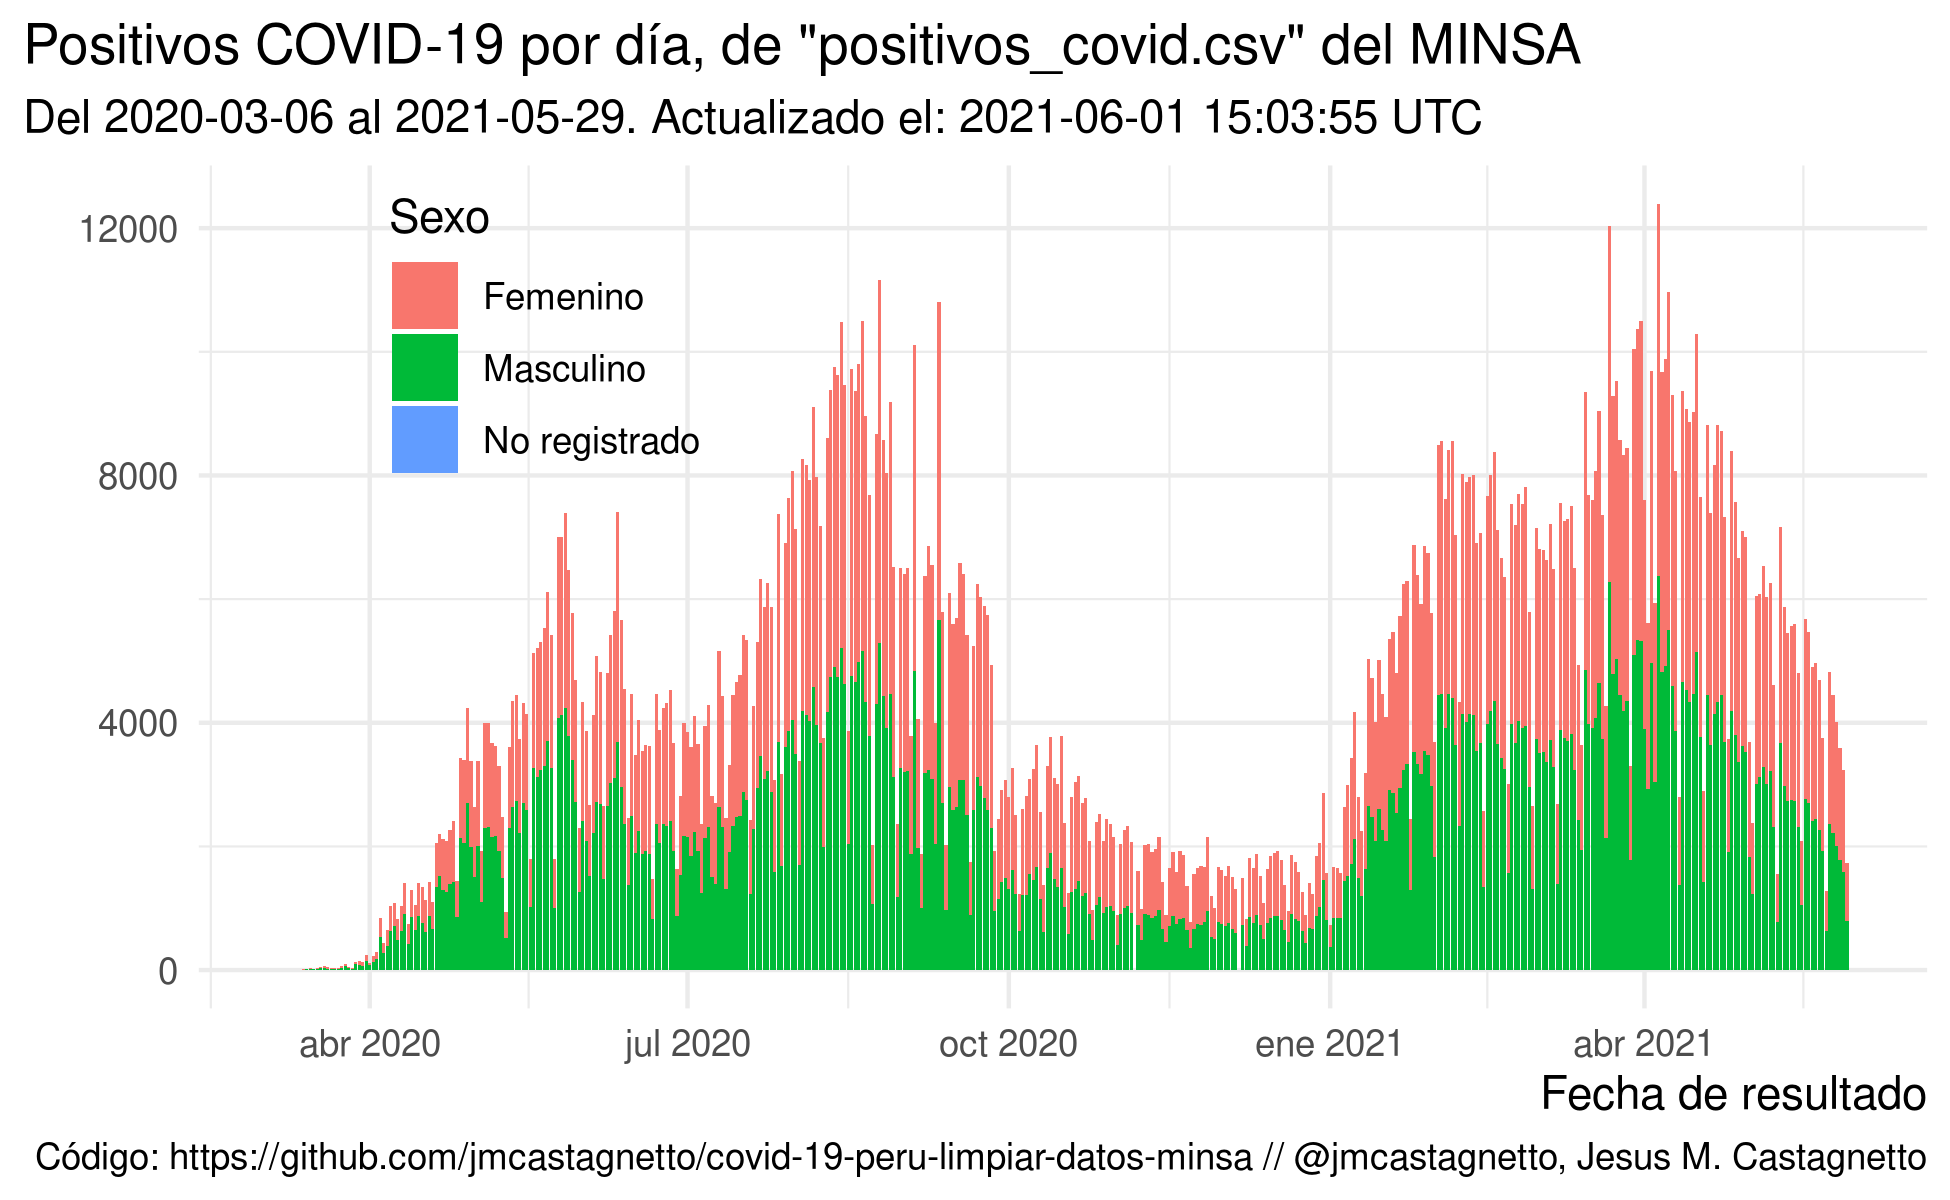 Positivos COVID-19 por día, de "positivos_covid.csv" del MINSA
Del 2020-03-06 al 2021-05-29. Actualizado el: 2021-06-01 15:03:55 UTC
Sexo
Femenino
Masculino
No registrado
12000
8000
4000
0
abr 2020
jul 2020
oct 2020
ene 2021
abr 2021
Fecha de resultado
Código: https://github.com/jmcastagnetto/covid-19-peru-limpiar-datos-minsa // @jmcastagnetto, Jesus M. Castagnetto